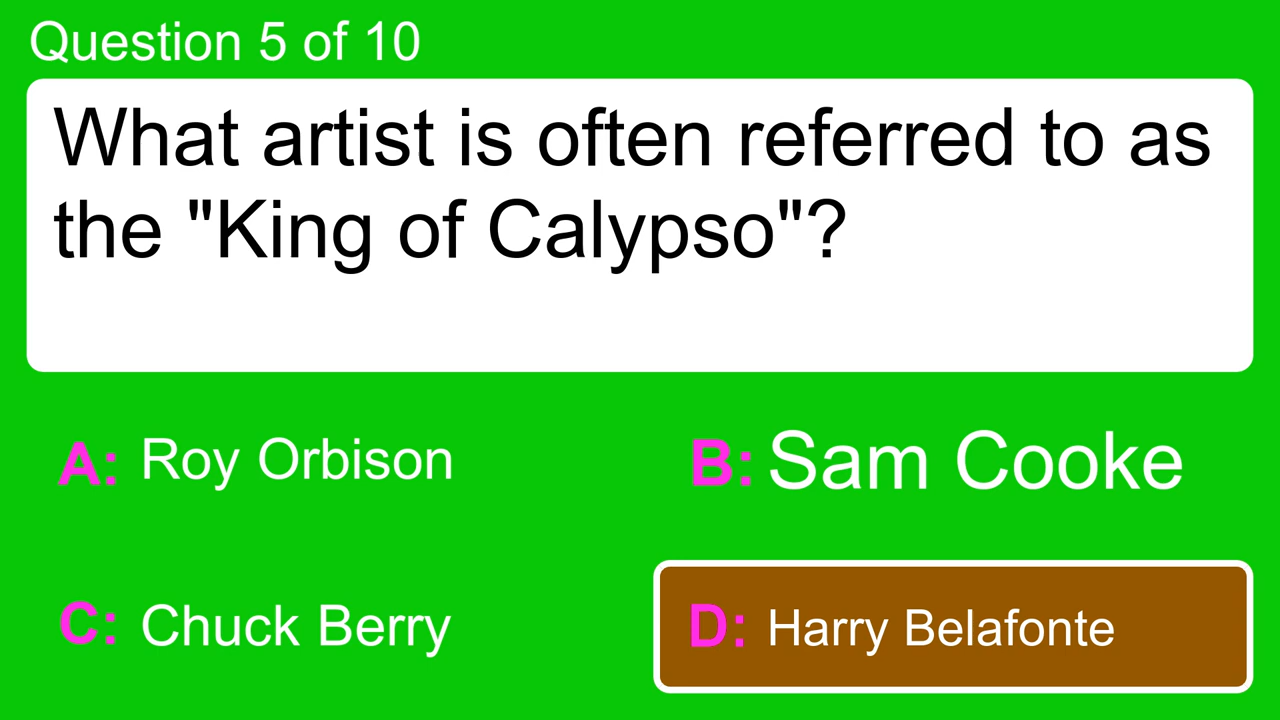 Question 5 of 10
What artist is often referred to as
the "King of Calypso"?
A: Roy Orbison
B: Sam Cooke
C: Chuck Berry
D: Harry Belafonte